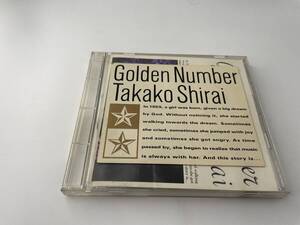 Golden Number
Takako Shirai
In 1959, a girl was born, given a big dream
by God. Without noticing it, she started
walking towards the dream. Sometimes
she cried, sometimes she jumped with joy
and sometimes she got angry. As time
passed by, she began to realize that music
is always with her. And this story is...